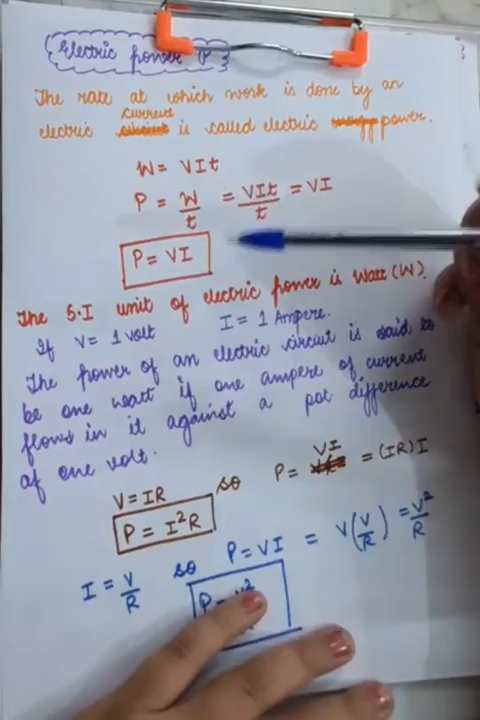 Electric power P
The rate at which work is done by an
current
electric is called electric power.
W = VIt
P = W/t = VIt/t = VI
P = VI
The S.I unit of electric power is Watt (W).
If V = 1 volt I = 1 Ampere.
The power of an electric circuit is said to
be one watt if one ampere of current
flows in it against a pot difference
of one volt.
V = IR so P = VI = (IR) I
P = I²R
I = V/R so P = VI = V(V/R) = V²/R
P =